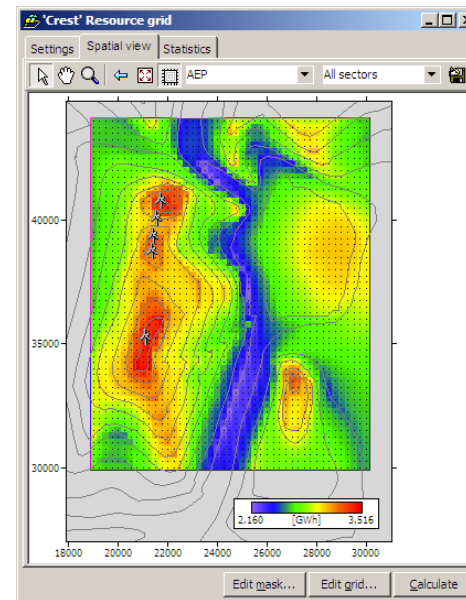 'Crest' Resource grid
Settings Spatial view Statistics
AEP All sectors
40000
35000
30000
2,160 [GWh] 3,516
18000 20000 22000 24000 26000 28000 30000
Edit mask... Edit grid... Calculate